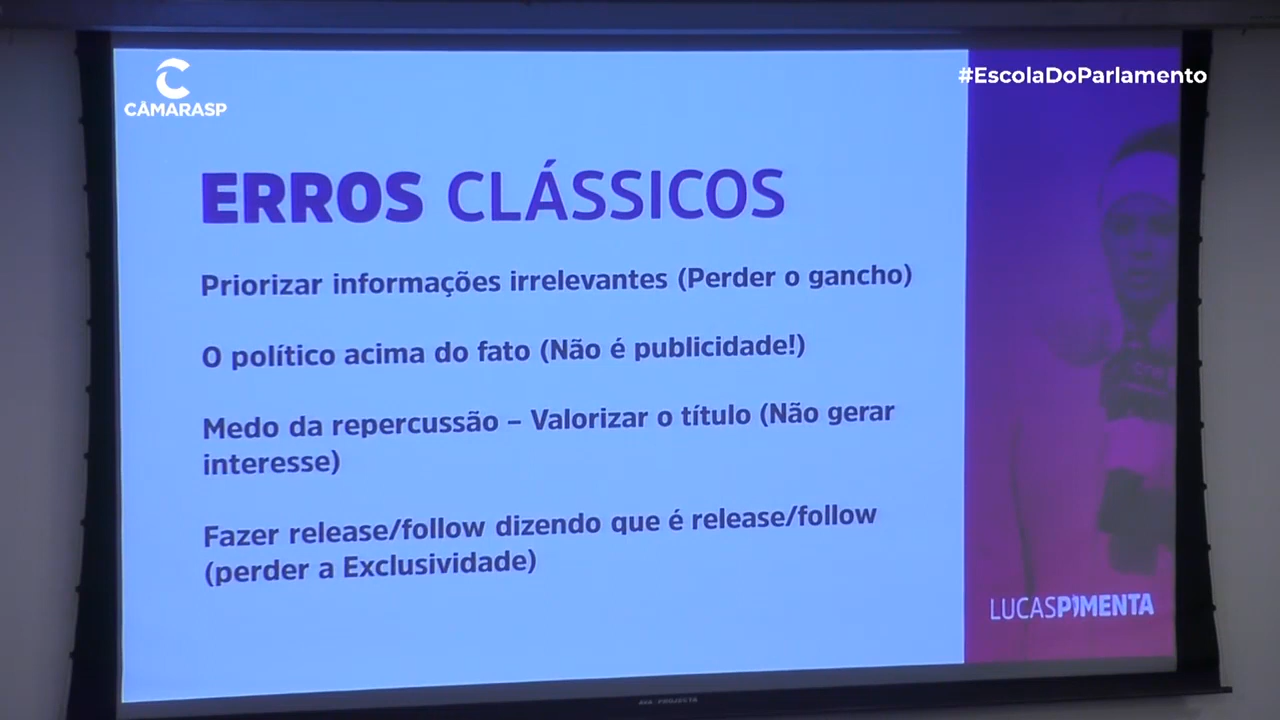 CÂMARASP
#EscolaDoParlamento
ERROS CLÁSSICOS
Priorizar informações irrelevantes (Perder o gancho)
O político acima do fato (Não é publicidade!)
Medo da repercussão – Valorizar o título (Não gerar
interesse)
Fazer release/follow dizendo que é release/follow
(perder a Exclusividade)
LUCASPIMENTA